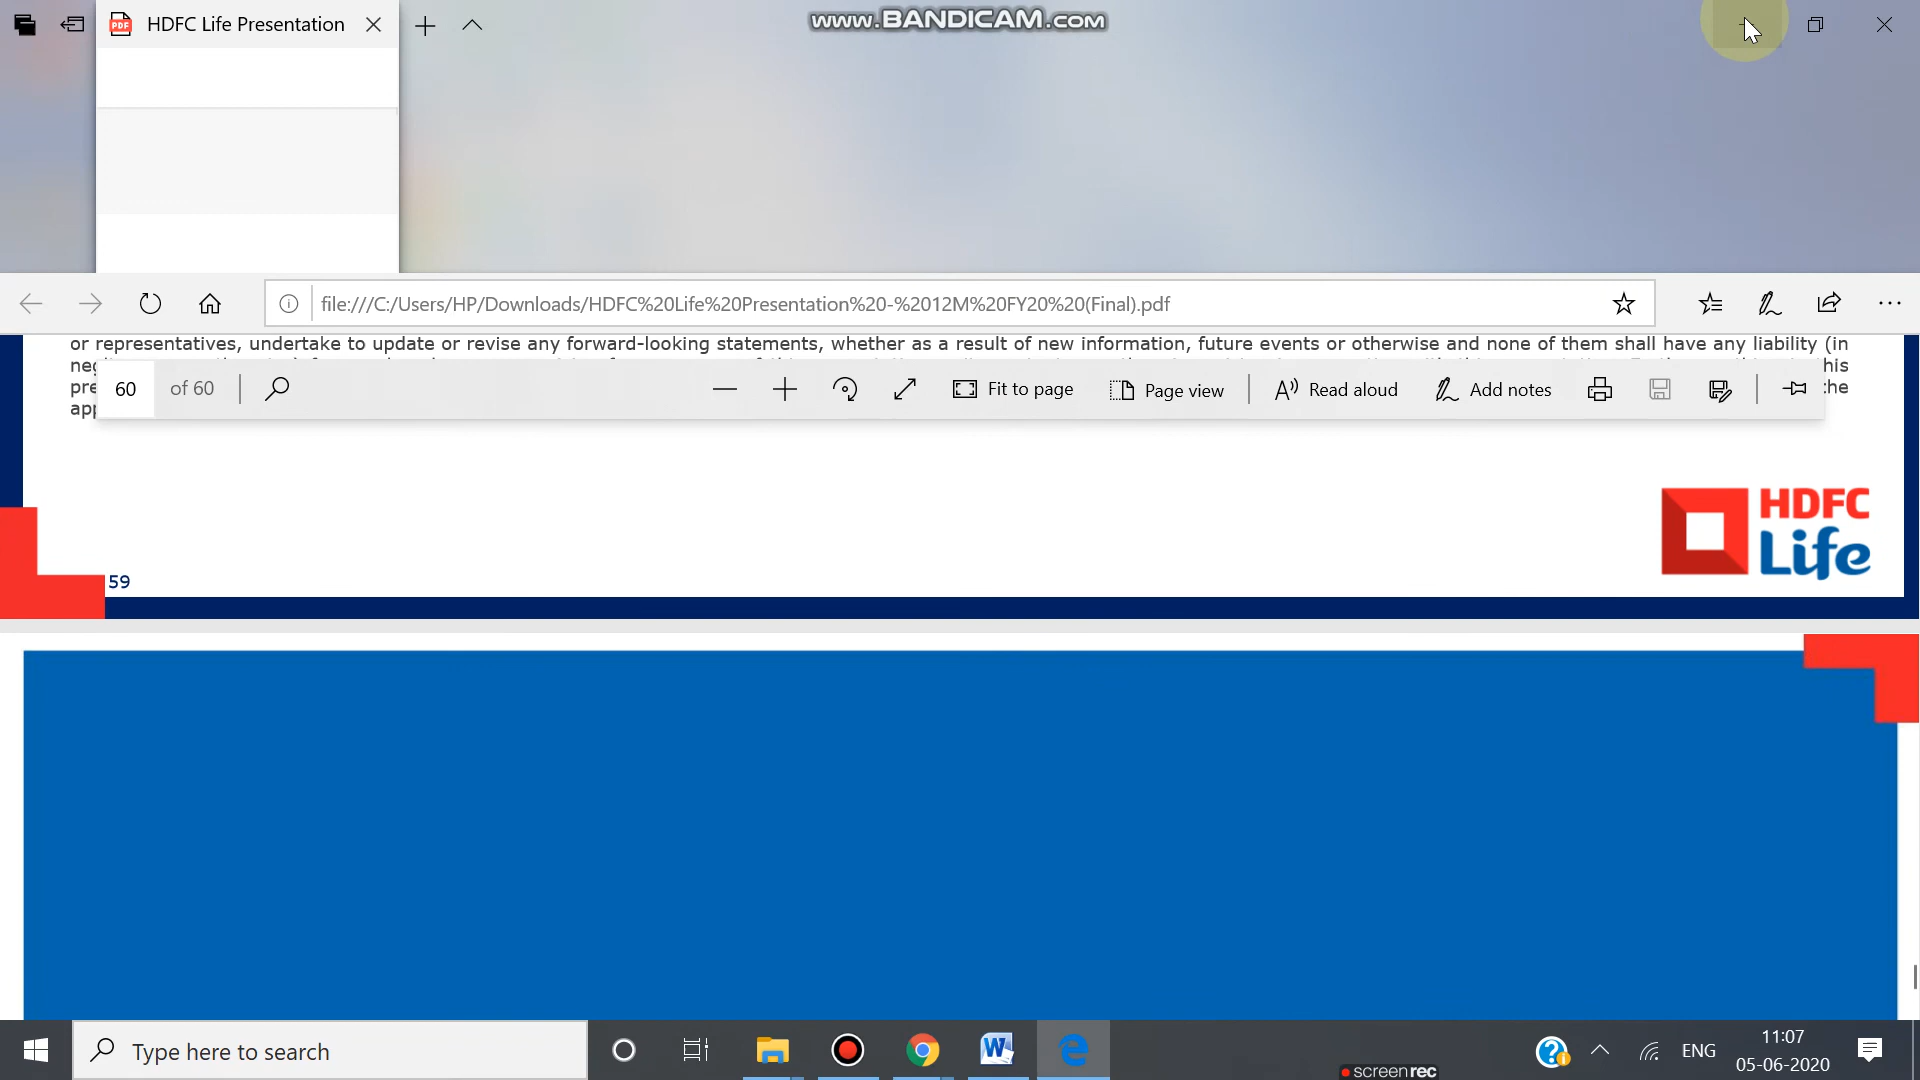 HDFC Life Presentation
www.BANDICAM.COM
file:///C:/Users/HP/Downloads/HDFC%20Life%20Presentation%20-%2012M%20FY20%20(Final).pdf
or representatives, undertake to update or revise any forward-looking statements, whether as a result of new information, future events or otherwise and none of them shall have any liability (in
this
60 of 60
Fit to page
Page view
Read aloud
Add notes
the
HDFC
Life
59
Type here to search
ENG
11:07
05-06-2020
screenrec